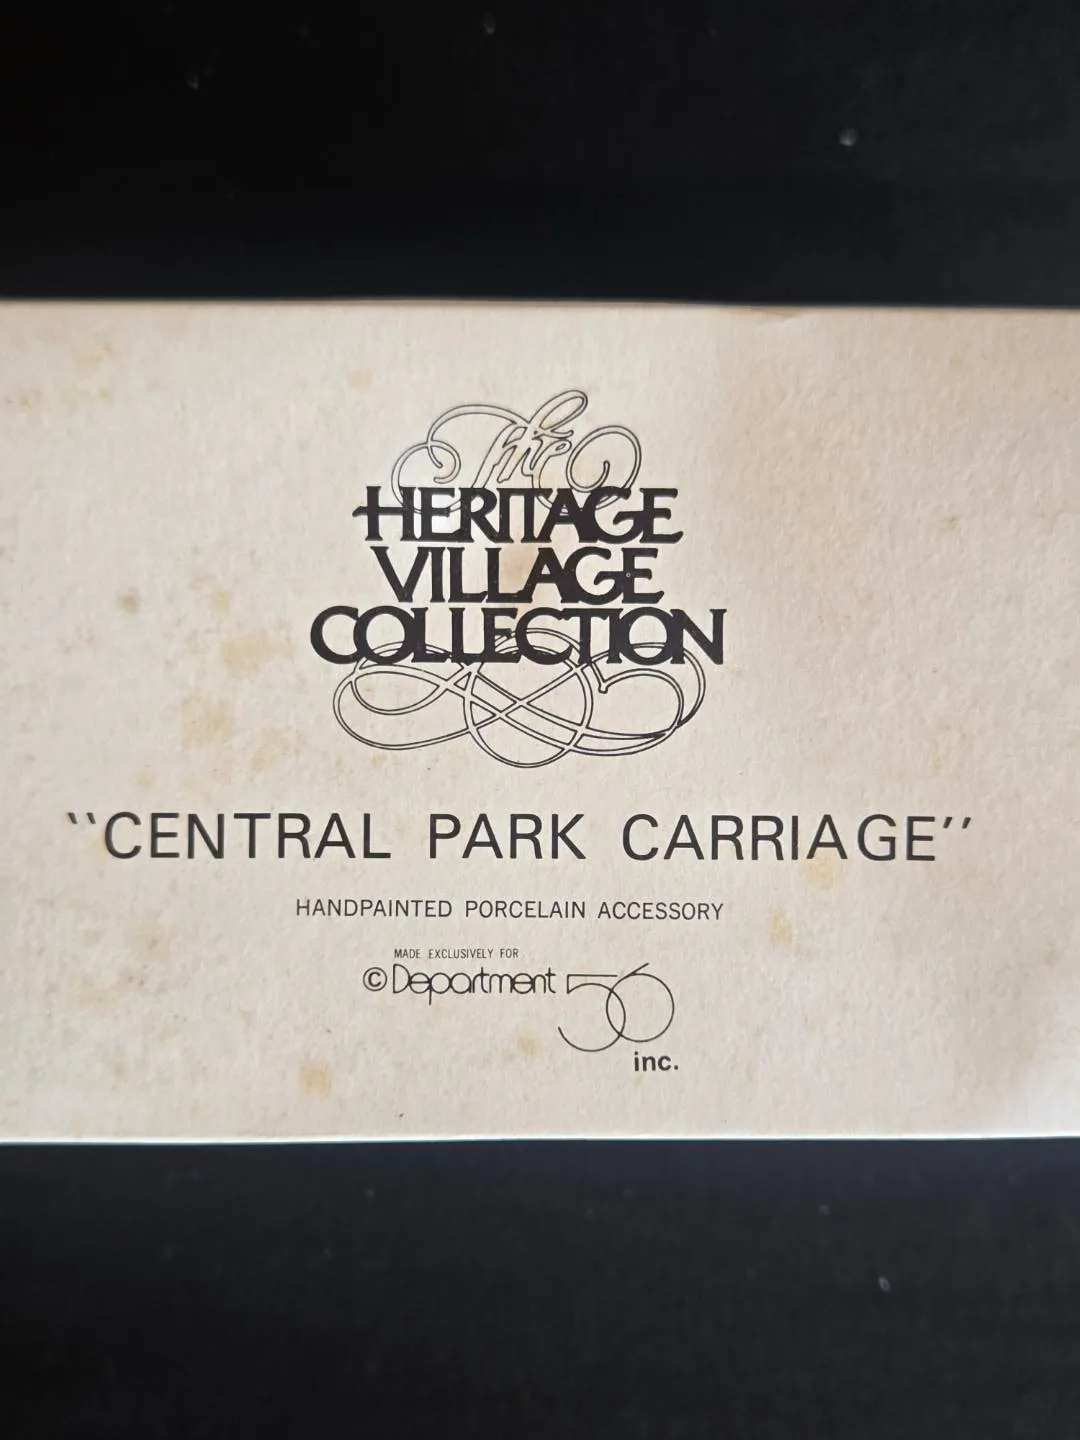 The
HERITAGE
VILLAGE
COLLECTION
"CENTRAL PARK CARRIAGE"
HANDPAINTED PORCELAIN ACCESSORY
MADE EXCLUSIVELY FOR
© Department 56
inc.